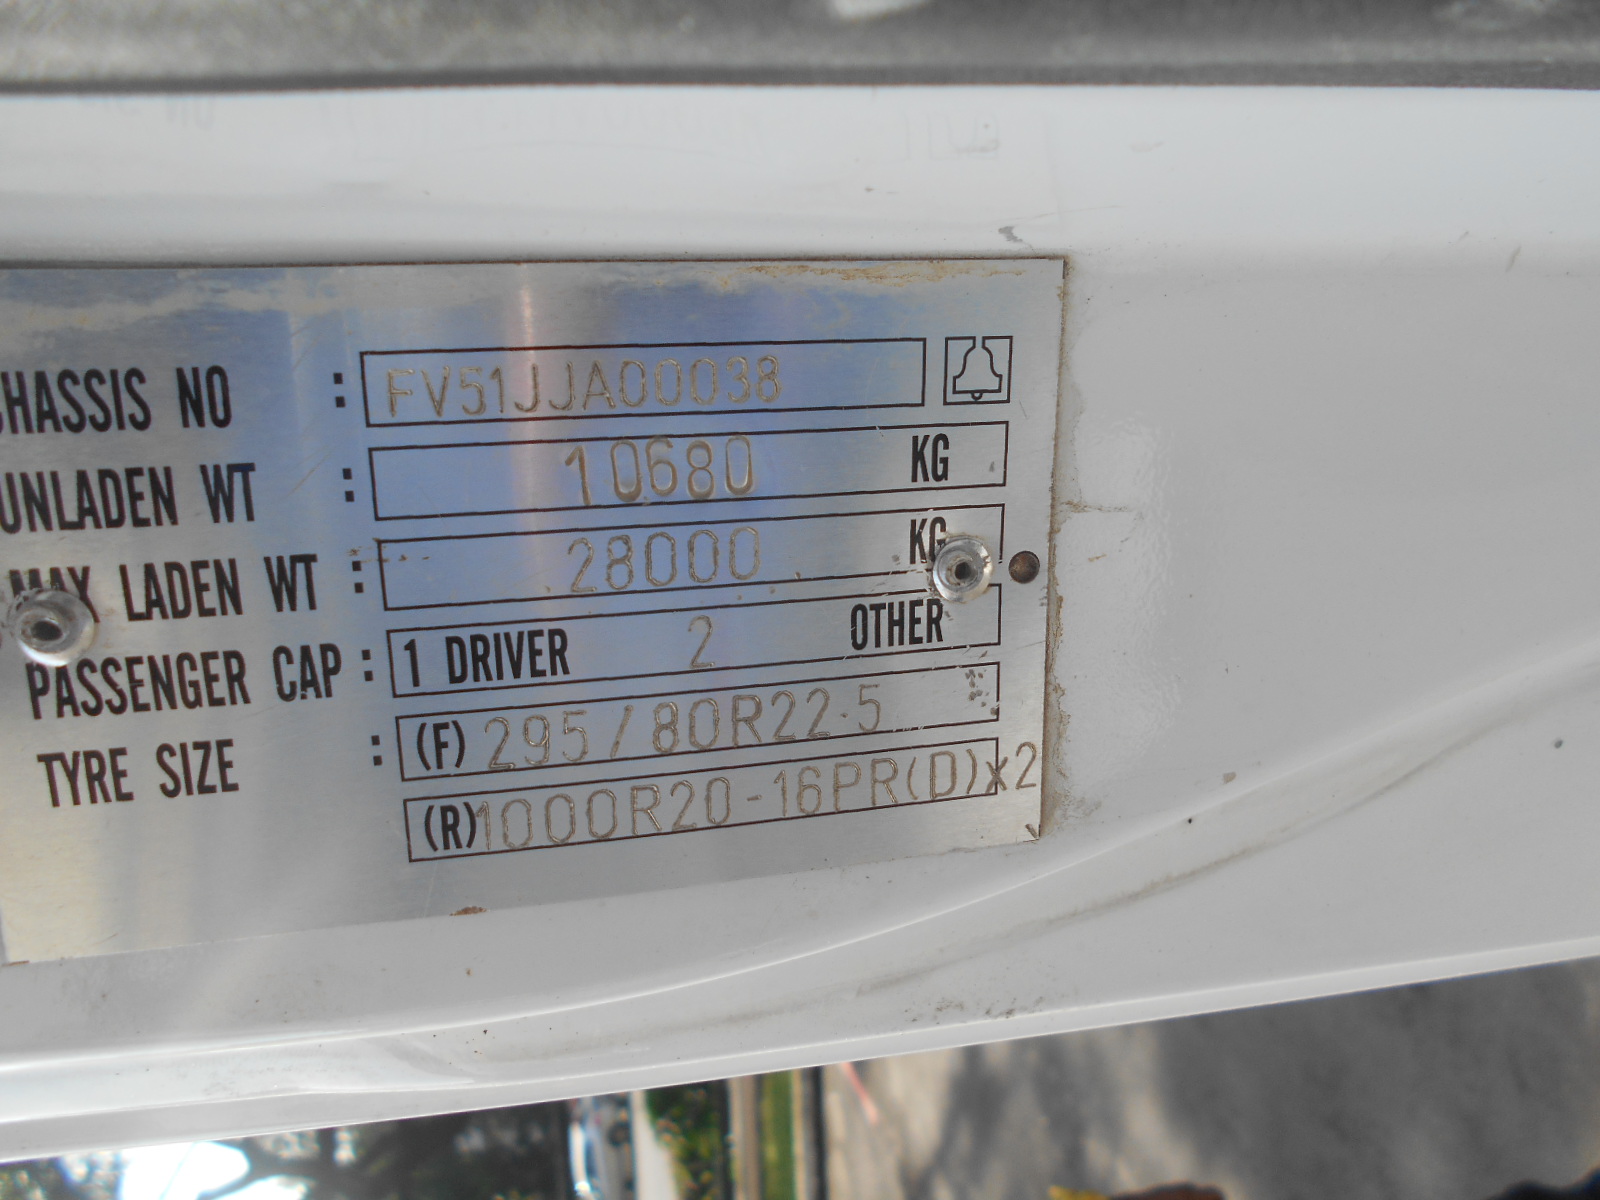 CHASSIS NO : FV51JJA00038
UNLADEN WT : 10680 KG
MAX LADEN WT : 28000 KG
PASSENGER CAP : 1 DRIVER 2 OTHER
TYRE SIZE : (F) 295/80R22.5
(R) 1000R20-16PR(D)x2